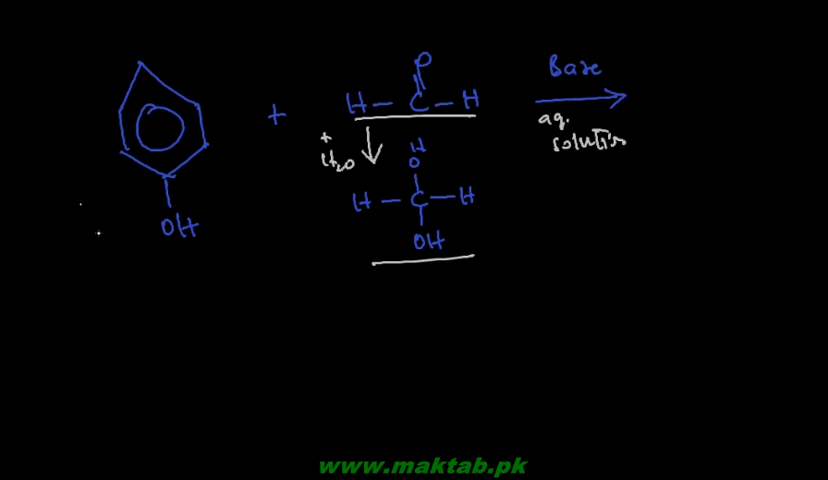 O
Base
H - C - H
+
aq.
solution
+
H2O
H
O
H - C - H
OH
OH
www.maktab.pk